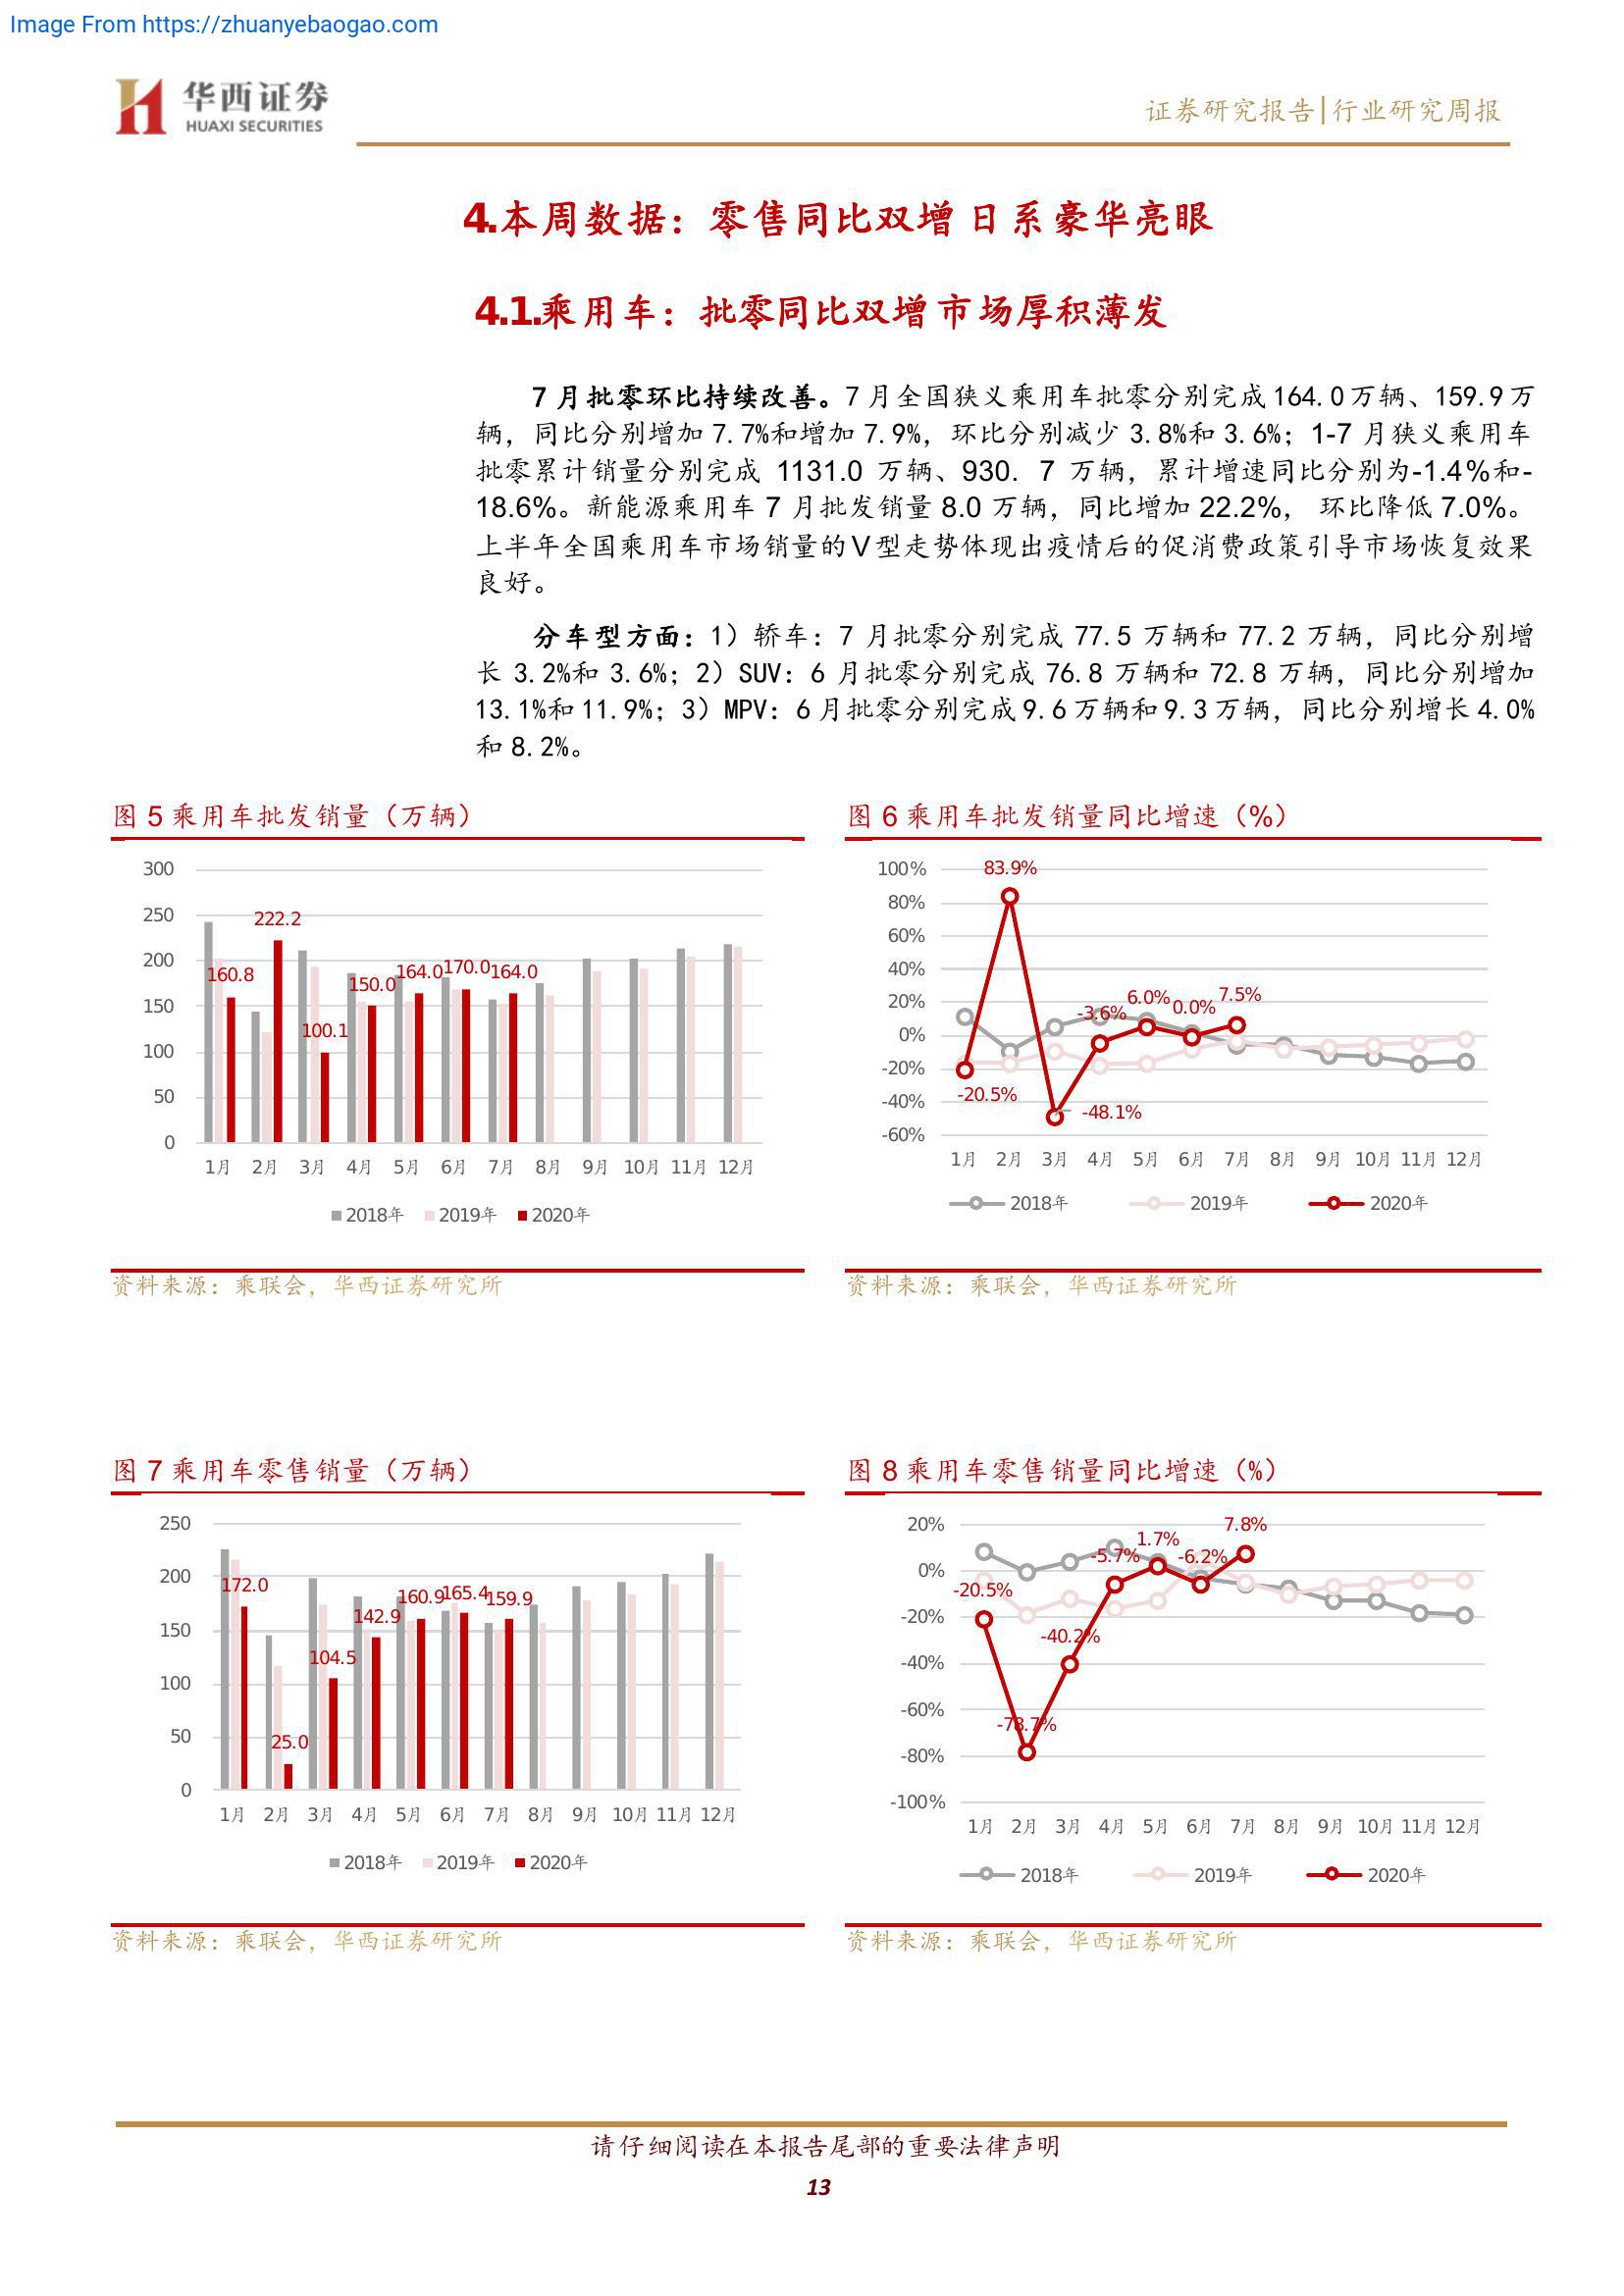 Image From https://zhuanyebaogao.com
华西证券
HUAXI SECURITIES
证券研究报告|行业研究周报
4.本周数据：零售同比双增 日系豪华亮眼
4.1.乘用车：批零同比双增 市场厚积薄发
7 月批零环比持续改善。7 月全国狭义乘用车批零分别完成 164.0 万辆、159.9 万
辆，同比分别增加 7.7%和增加 7.9%，环比分别减少 3.8%和 3.6%；1-7 月狭义乘用车
批零累计销量分别完成 1131.0 万辆、930. 7 万辆，累计增速同比分别为-1.4%和-
18.6%。新能源乘用车 7 月批发销量 8.0 万辆，同比增加 22.2%， 环比降低 7.0%。
上半年全国乘用车市场销量的 V 型走势体现出疫情后的促消费政策引导市场恢复效果
良好。
分车型方面：1）轿车：7 月批零分别完成 77.5 万辆和 77.2 万辆，同比分别增
长 3.2%和 3.6%；2）SUV：6 月批零分别完成 76.8 万辆和 72.8 万辆，同比分别增加
13.1%和 11.9%；3）MPV：6 月批零分别完成 9.6 万辆和 9.3 万辆，同比分别增长 4.0%
和 8.2%。
图 5 乘用车批发销量（万辆）
300
250
200
150
100
50
0
160.8
222.2
100.1
150.0
164.0
170.0
164.0
1月 2月 3月 4月 5月 6月 7月 8月 9月 10月 11月 12月
2018年 2019年 2020年
资料来源：乘联会，华西证券研究所
图 6 乘用车批发销量同比增速（%）
100%
80%
60%
40%
20%
0%
-20%
-40%
-60%
-20.5%
83.9%
-48.1%
-3.6%
6.0%
0.0%
7.5%
1月 2月 3月 4月 5月 6月 7月 8月 9月 10月 11月 12月
2018年 2019年 2020年
资料来源：乘联会，华西证券研究所
图 7 乘用车零售销量（万辆）
250
200
150
100
50
0
172.0
25.0
104.5
142.9
160.9
165.4
159.9
1月 2月 3月 4月 5月 6月 7月 8月 9月 10月 11月 12月
2018年 2019年 2020年
资料来源：乘联会，华西证券研究所
图 8 乘用车零售销量同比增速（%）
20%
0%
-20%
-40%
-60%
-80%
-100%
-20.5%
-78.7%
-40.2%
-5.7%
1.7%
-6.2%
7.8%
1月 2月 3月 4月 5月 6月 7月 8月 9月 10月 11月 12月
2018年 2019年 2020年
资料来源：乘联会，华西证券研究所
请仔细阅读在本报告尾部的重要法律声明
13